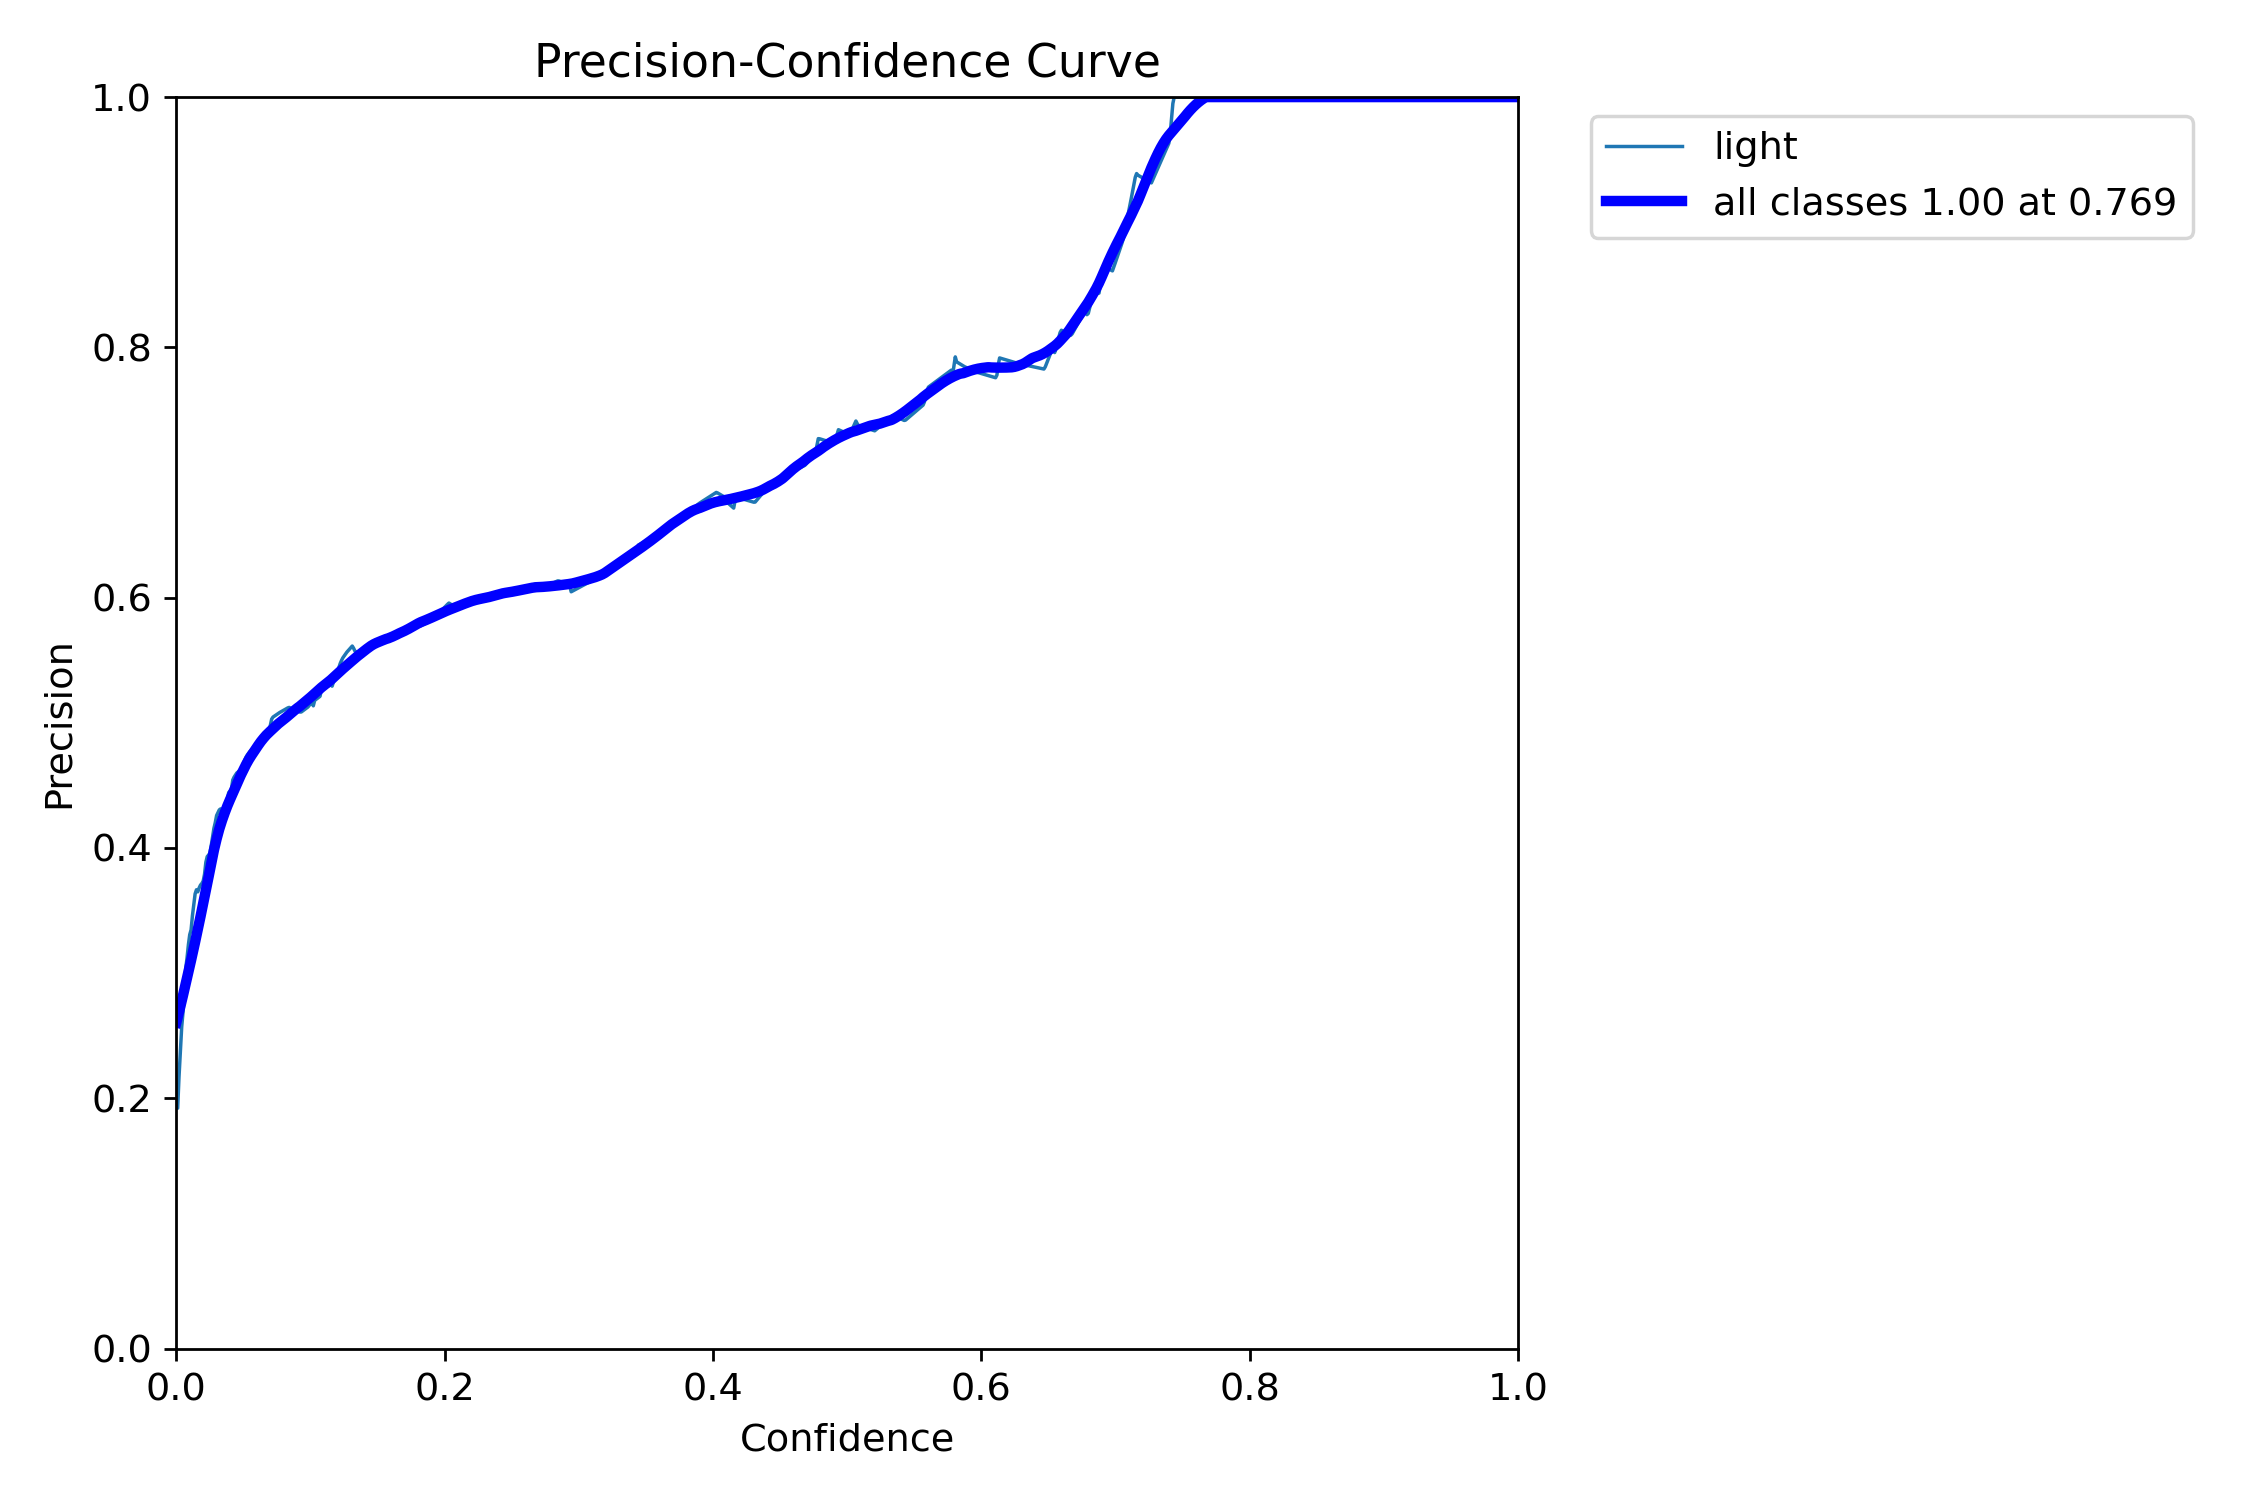 Precision-Confidence Curve
1.0
0.8
0.6
0.4
0.2
0.0
Precision
0.0 0.2 0.4 0.6 0.8 1.0
Confidence
light
all classes 1.00 at 0.769